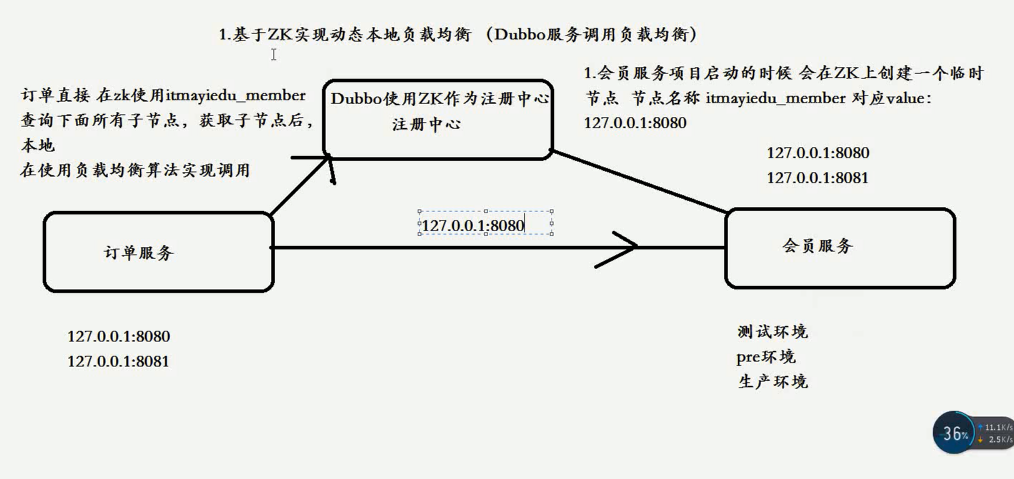 1.基于ZK实现动态本地负载均衡 （Dubbo服务调用负载均衡）
订单直接 在zk使用itmayiedu_member
查询下面所有子节点，获取子节点后，
本地
在使用负载均衡算法实现调用
Dubbo使用ZK作为注册中心
注册中心
1.会员服务项目启动的时候 会在ZK上创建一个临时
节点 节点名称 itmayiedu_member 对应value：
127.0.0.1:8080
127.0.0.1:8080
127.0.0.1:8081
127.0.0.1:8080
订单服务
会员服务
127.0.0.1:8080
127.0.0.1:8081
测试环境
pre环境
生产环境
36%
11.1K/s
2.5K/s